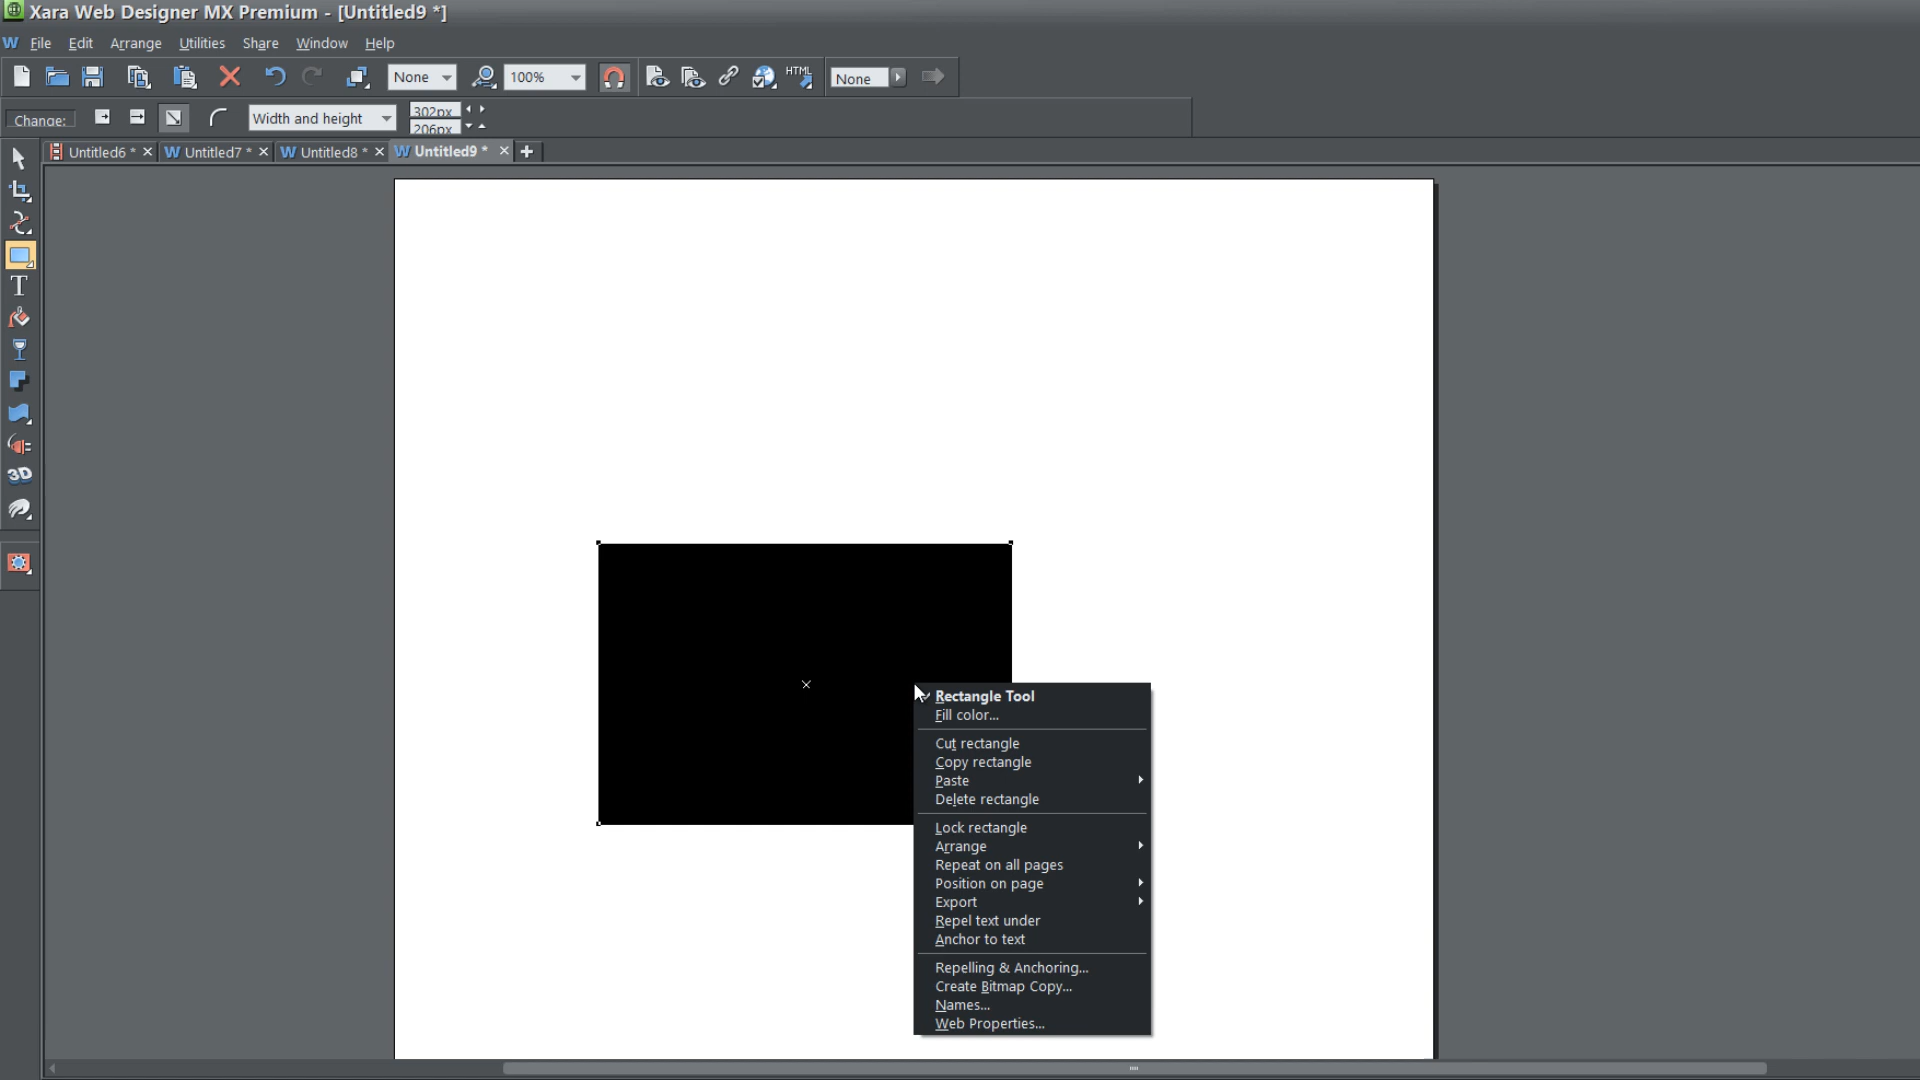 Xara Web Designer MX Premium - [Untitled9 *]
W File Edit Arrange Utilities Share Window Help
None 100% HTML None
Change: Width and height 302px
206px
Untitled6 * W Untitled7 * W Untitled8 * W Untitled9 *
T
3D
Rectangle Tool
Fill color...
Cut rectangle
Copy rectangle
Paste
Delete rectangle
Lock rectangle
Arrange
Repeat on all pages
Position on page
Export
Repel text under
Anchor to text
Repelling & Anchoring...
Create Bitmap Copy...
Names...
Web Properties...